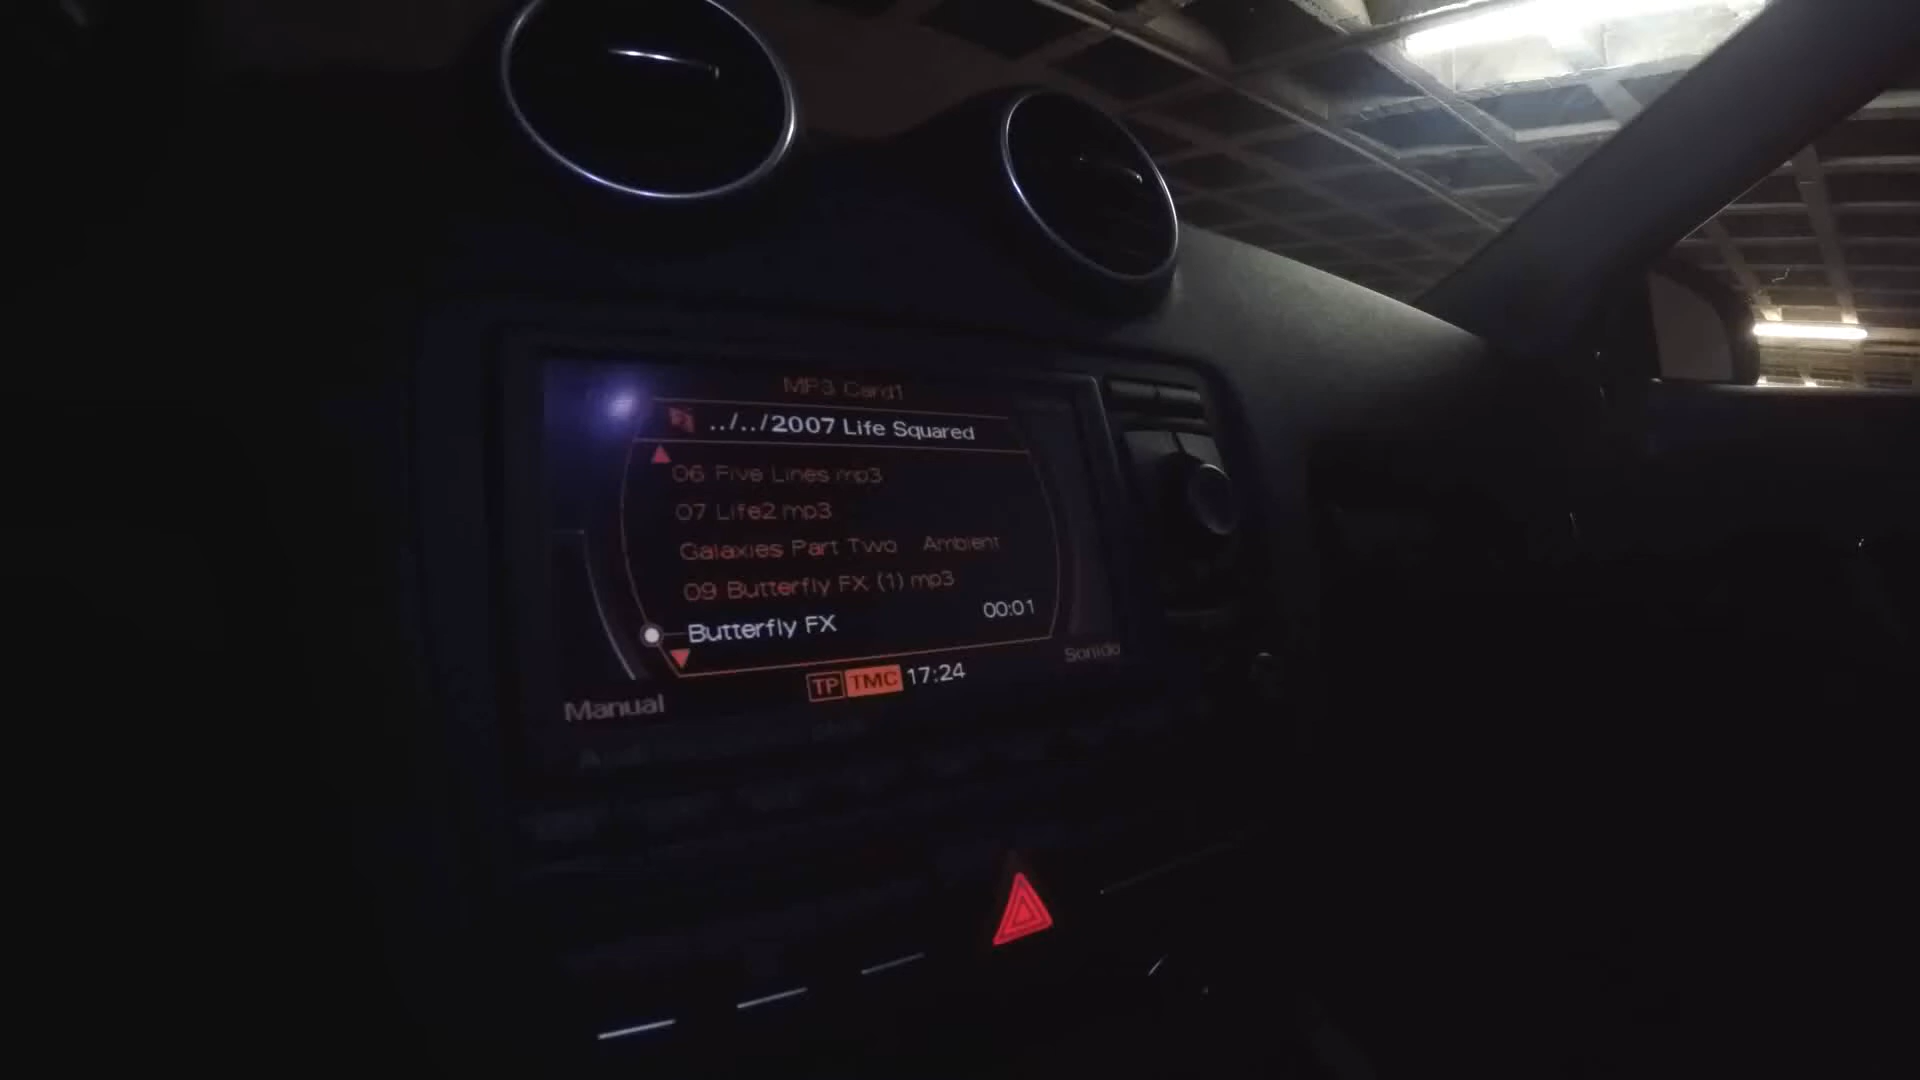 MP3 Card1
../../2007 Life Squared
06 Five Lines mp3
07 Life2 mp3
Galaxies Part Two Ambient
09 Butterfly FX (1) mp3
Butterfly FX 00:01
Sonido
TP TMC 17:24
Manual